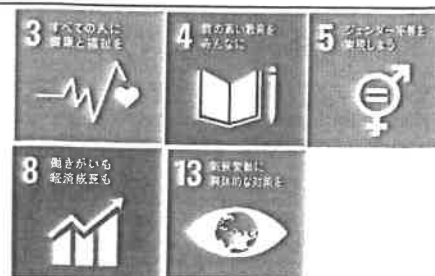 3 すべての人に
健康と福祉を
4 質の高い教育を
みんなに
5 ジェンダー平等を
実現しよう
8 働きがいも
経済成長も
13 気候変動に
具体的な対策を